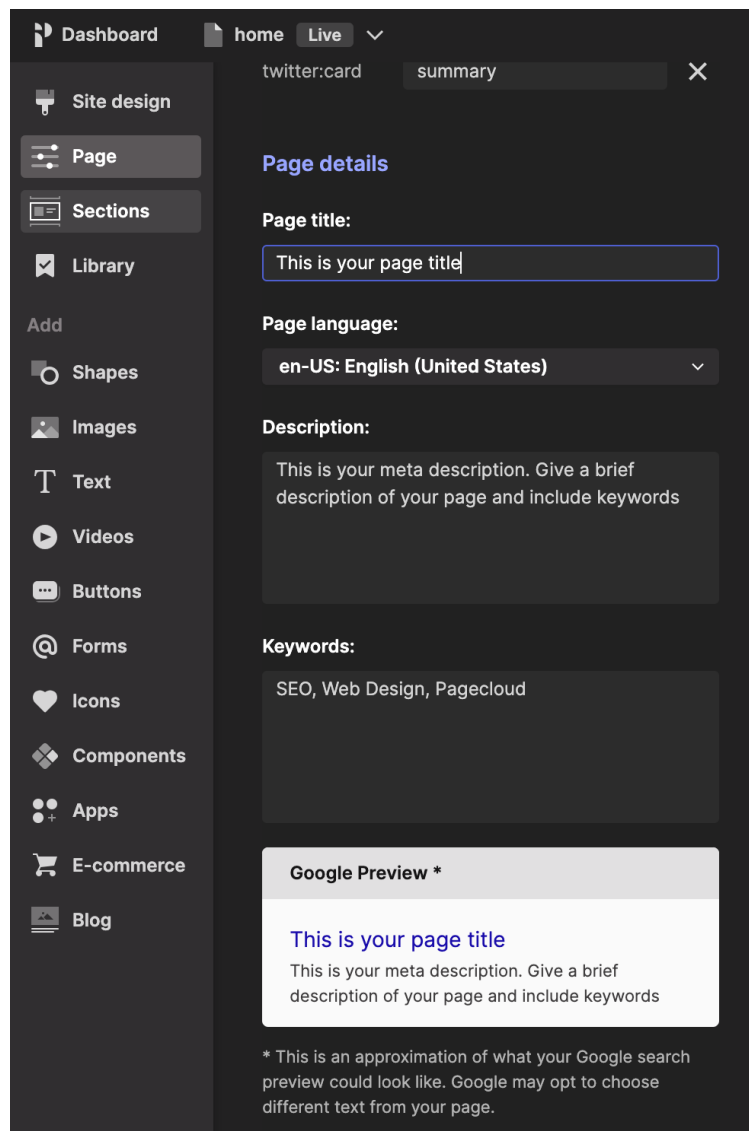 Dashboard
home
Live
Site design
Page
Sections
Library
Add
Shapes
Images
Text
Videos
Buttons
Forms
Icons
Components
Apps
E-commerce
Blog
twitter:card
summary
Page details
Page title:
This is your page title
Page language:
en-US: English (United States)
Description:
This is your meta description. Give a brief
description of your page and include keywords
Keywords:
SEO, Web Design, Pagecloud
Google Preview *
This is your page title
This is your meta description. Give a brief
description of your page and include keywords
* This is an approximation of what your Google search
preview could look like. Google may opt to choose
different text from your page.